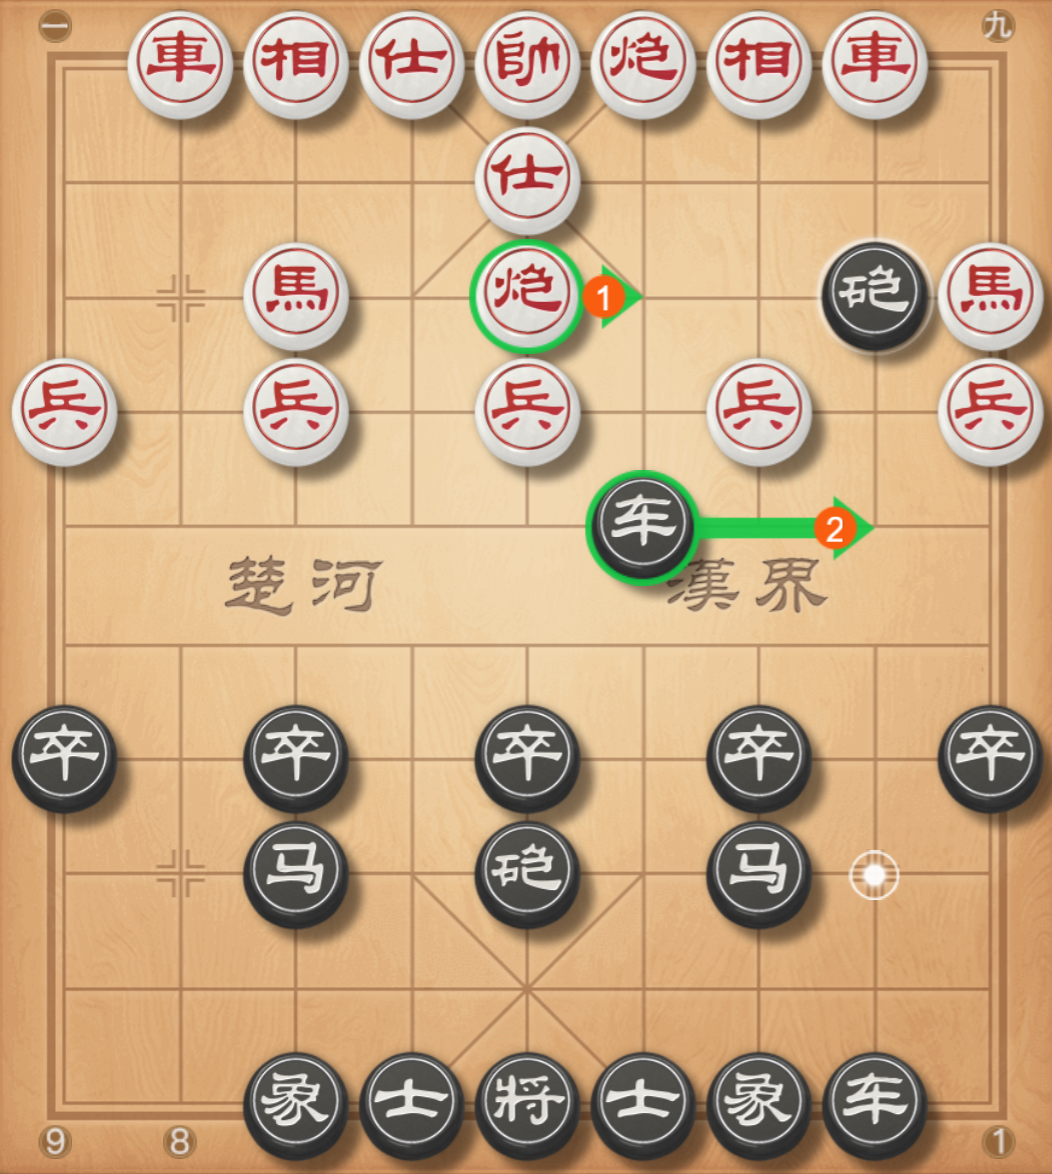 一 九
車 相 仕 帥 炮 相 車
仕
馬 炮 1 砲 馬
兵 兵 兵 兵 兵
车 2
楚河 漢界
卒 卒 卒 卒 卒
马 砲 马
象 士 将 士 象 车
9 8 1